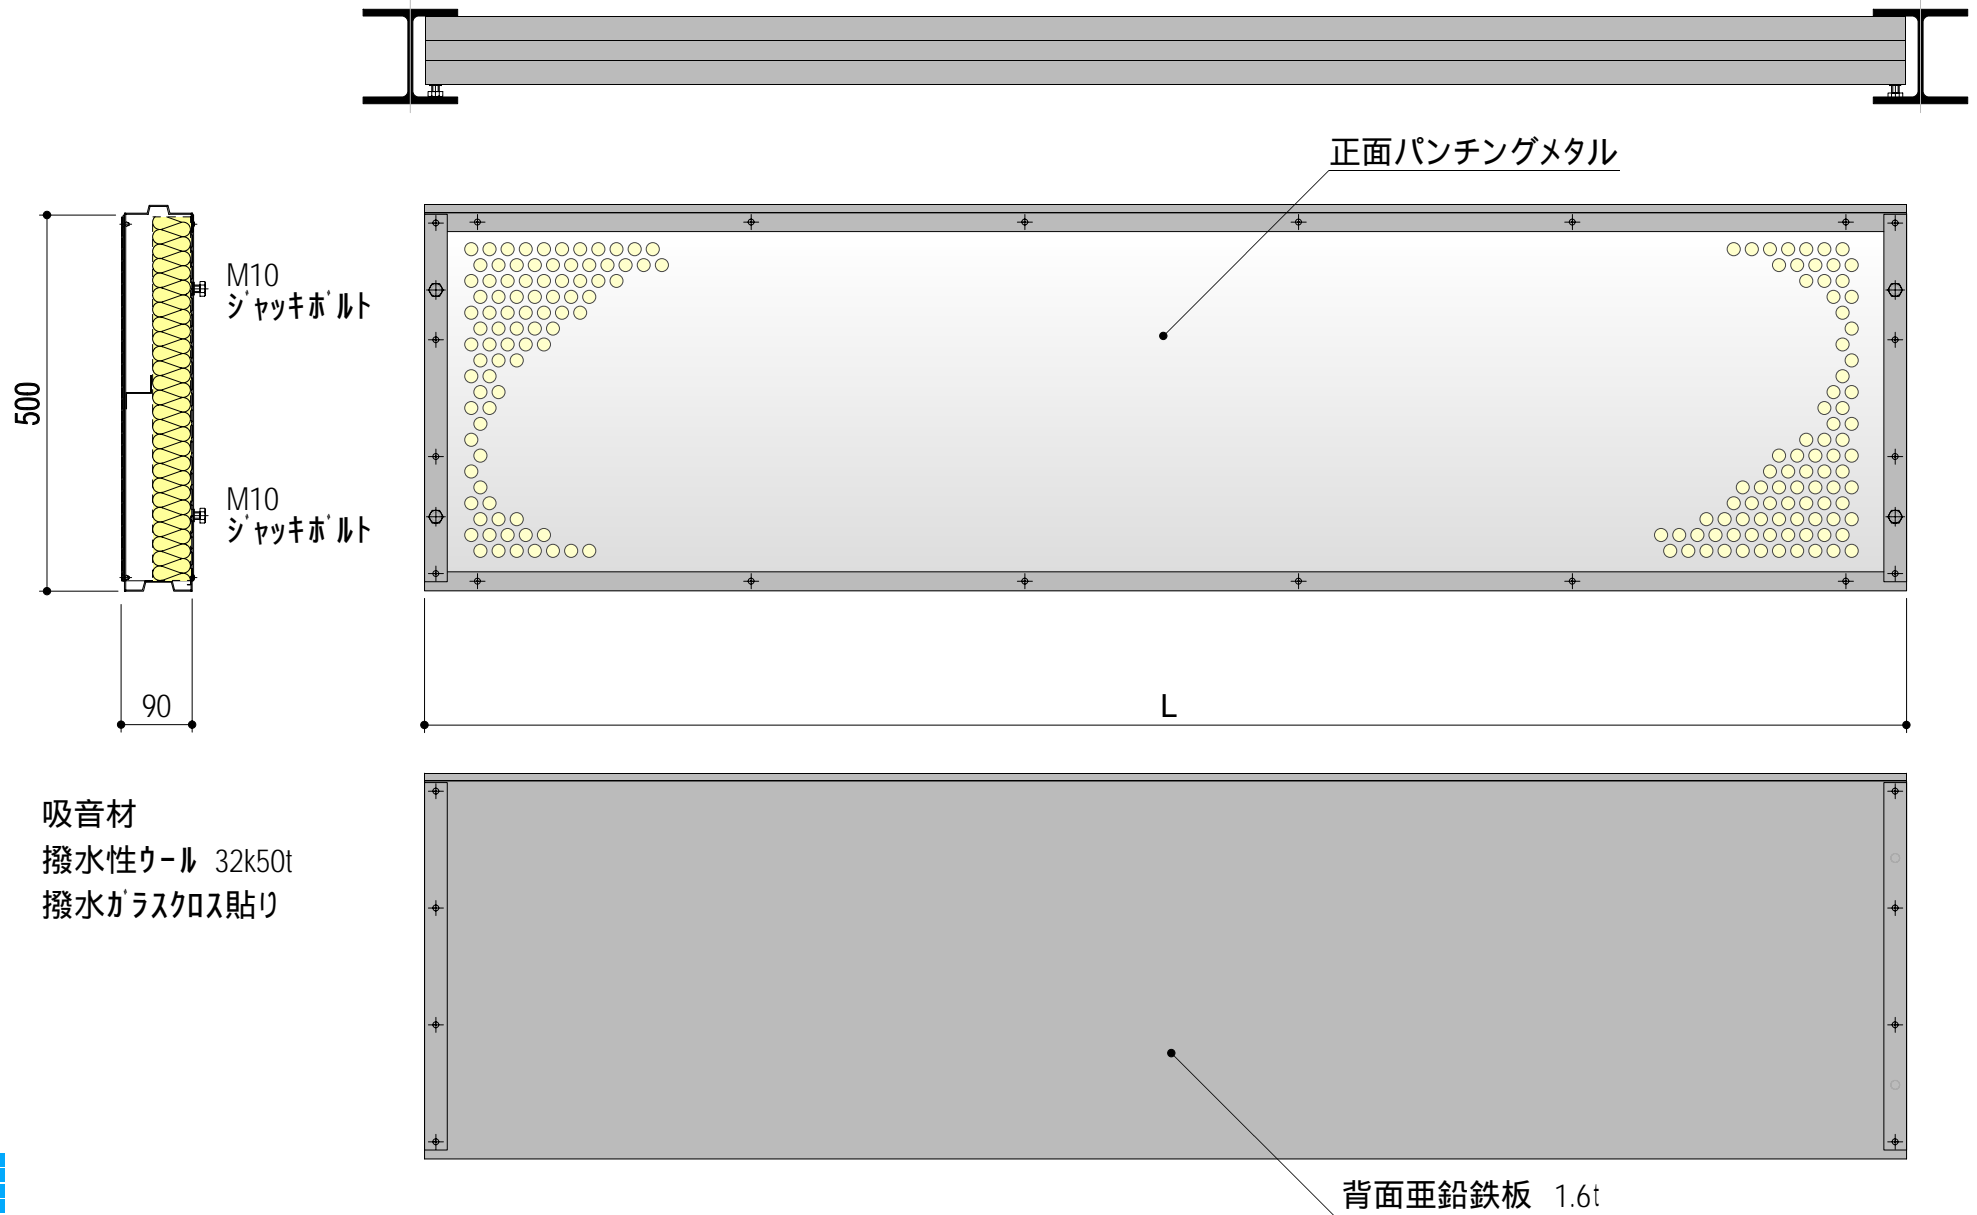 正面パンチングメタル
M10
ジャッキボルト
500
M10
ジャッキボルト
90
L
吸音材
撥水性ウール 32k50t
撥水ガラスクロス貼り
背面亜鉛鉄板 1.6t